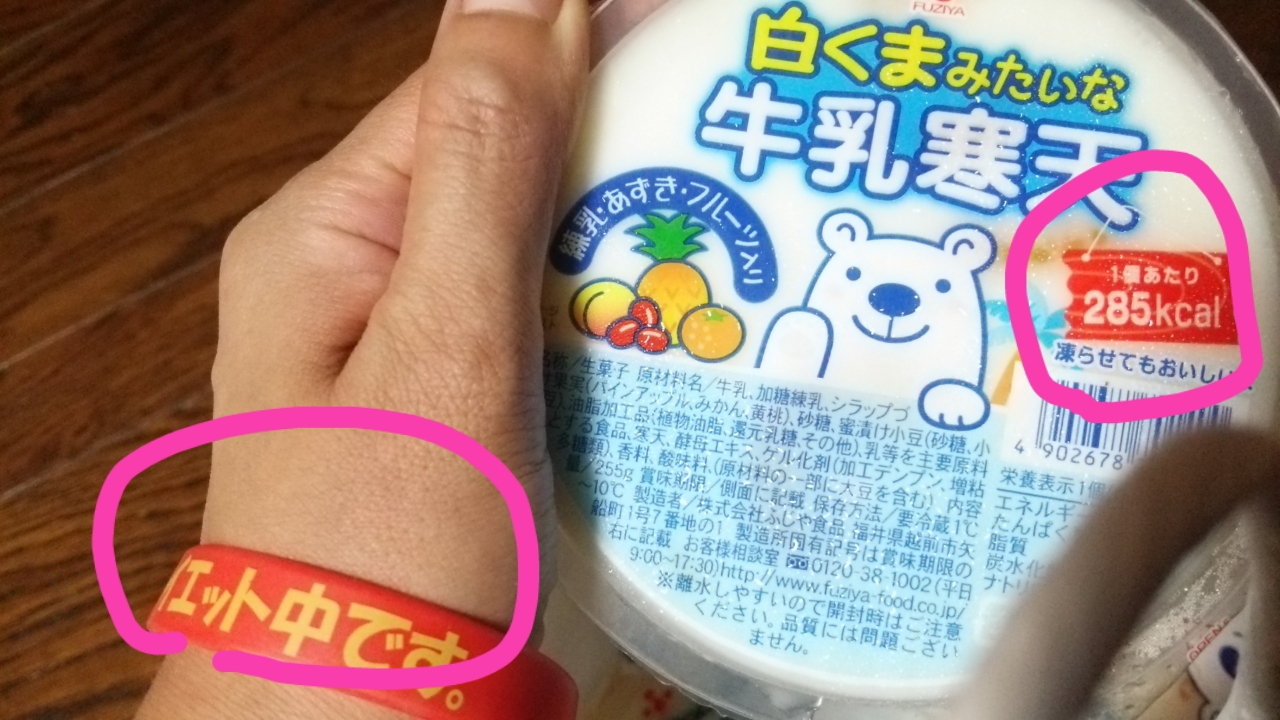 FUZIYA
白くまみたいな
牛乳寒天
練乳・あずき・フルーツ入り
1個あたり
285kcal
凍らせてもおいしい
名称/生菓子 原材料名/牛乳、加糖練乳、シラップづ
果実(パインアップル、みかん、黄桃)、砂糖、蜜漬け小豆(砂糖、小
豆)、油脂加工品(植物油脂、還元乳糖、その他)、乳等を主要原料
とする食品、寒天、酵母エキス、ゲル化剤(加工デンプン、増粘
多糖類)、香料、酸味料、(原材料の一部に大豆を含む) 内容
量/255g 賞味期限/側面に記載 保存方法/要冷蔵1℃
~10℃ 製造者/株式会社ふじや食品 福井県越前市矢
船町1号7番地の1 製造所固有記号は賞味期限の
右に記載 お客様相談室 0120-38-1002(平日
9:00~17:30)http://www.fuziya-food.co.jp/
※離水しやすいので開封時はご注意
ください。品質には問題ござい
ません。
4 902678
栄養表示1個
エネルギ
たんぱく
脂質
炭水化
ナトリ
OPEN
イエット中です。